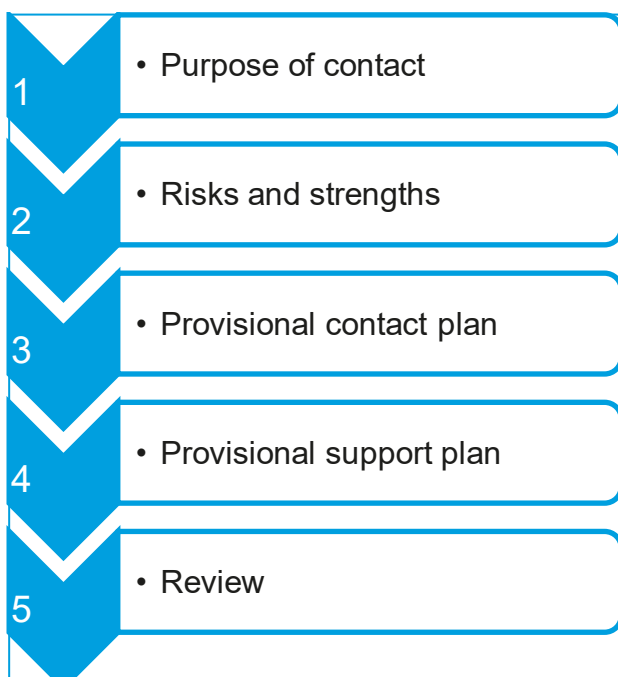 1
• Purpose of contact
2
• Risks and strengths
3
• Provisional contact plan
4
• Provisional support plan
5
• Review